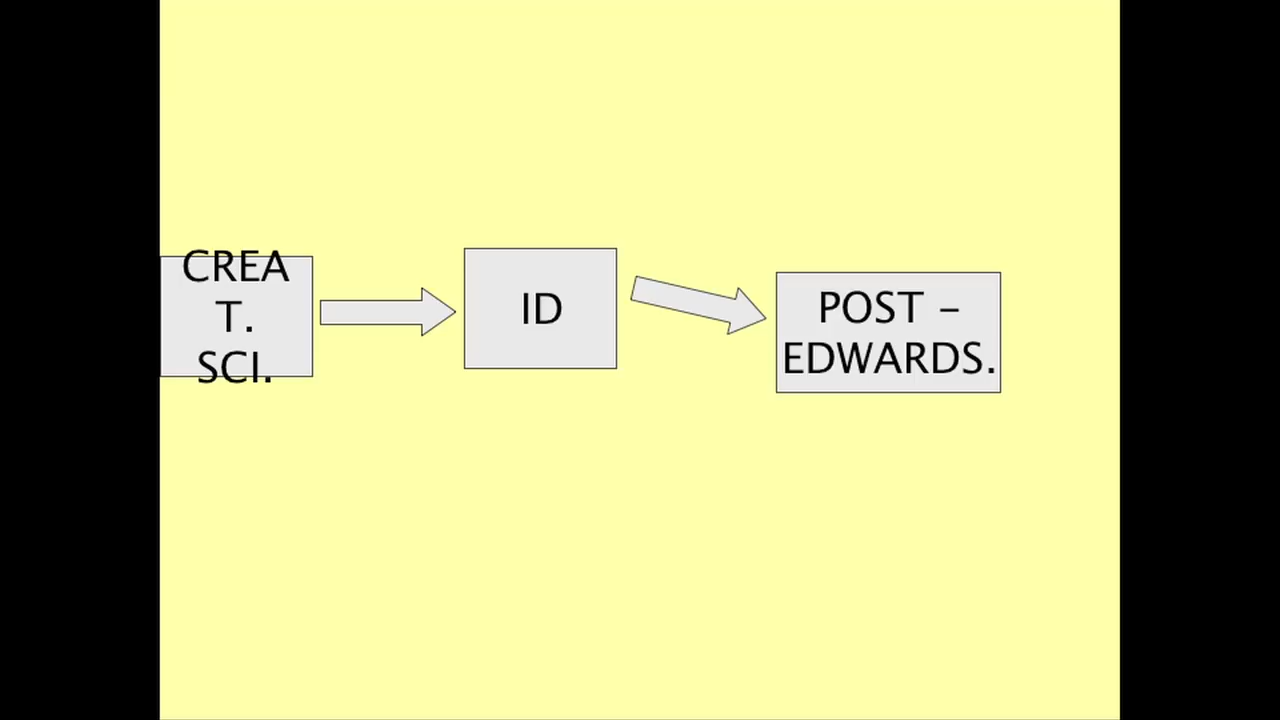 CREA
T.
SCI.
ID
POST –
EDWARDS.